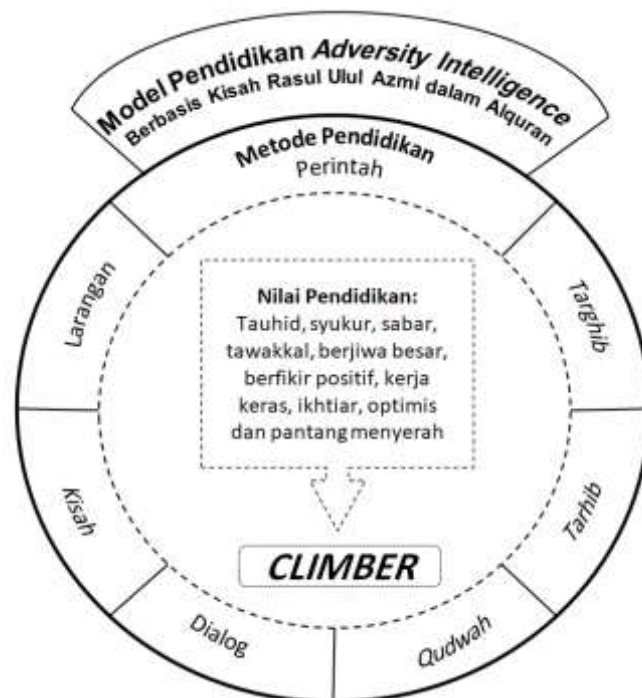 Model Pendidikan Adversity Intelligence
Berbasis Kisah Rasul Ulul Azmi dalam Alquran
Metode Pendidikan
Perintah
Larangan
Targhib
Nilai Pendidikan:
Tauhid, syukur, sabar,
tawakkal, berjiwa besar,
berfikir positif, kerja
keras, ikhtiar, optimis
dan pantang menyerah
Kisah
Tarhib
CLIMBER
Dialog
Qudwah